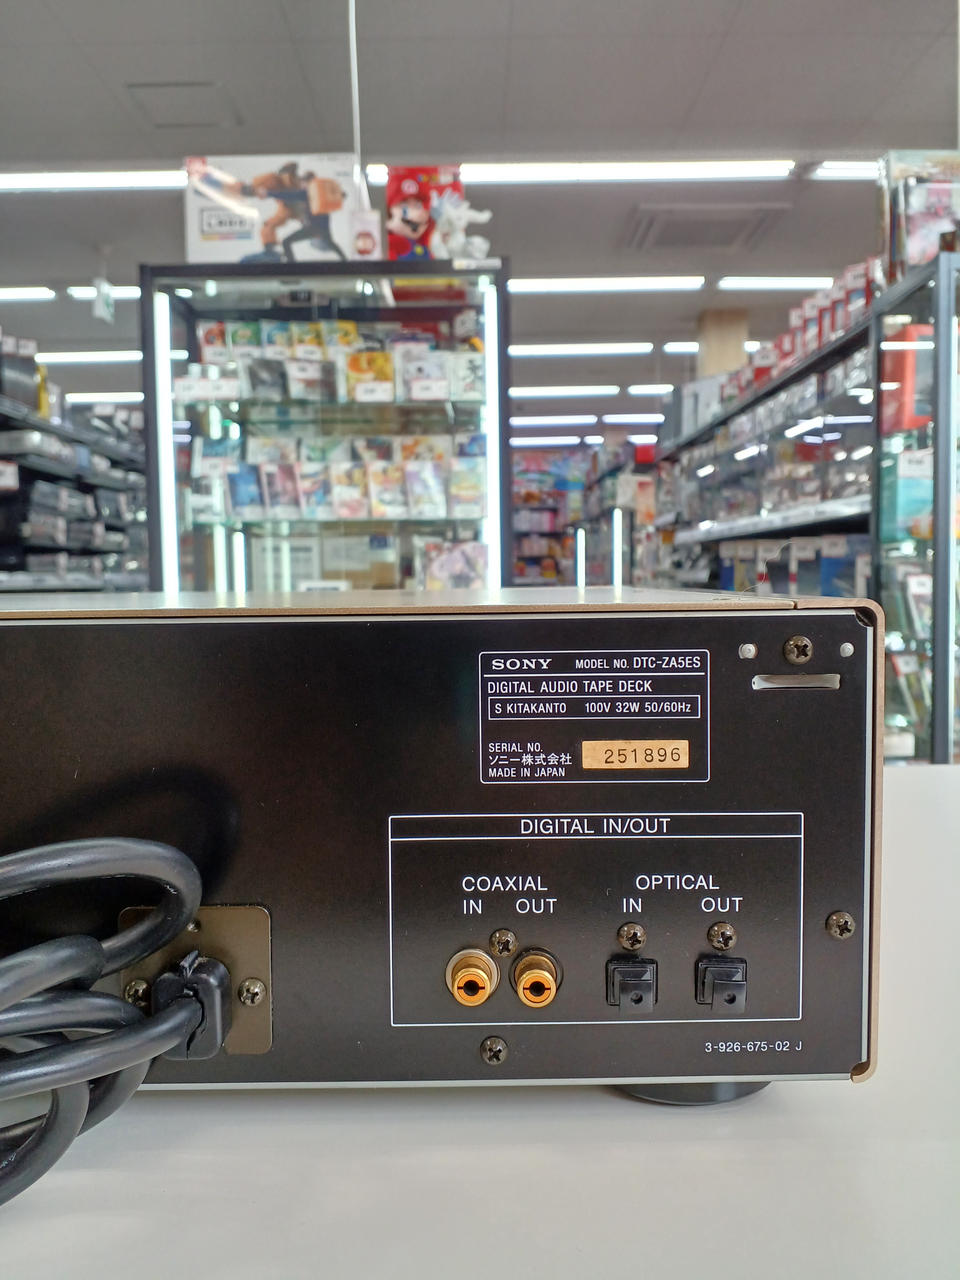 SONY MODEL NO. DTC-ZA5ES
DIGITAL AUDIO TAPE DECK
S KITAKANTO 100V 32W 50/60Hz
SERIAL NO.
ソニー株式会社 251896
MADE IN JAPAN
DIGITAL IN/OUT
COAXIAL OPTICAL
IN OUT IN OUT
3-926-675-02 J